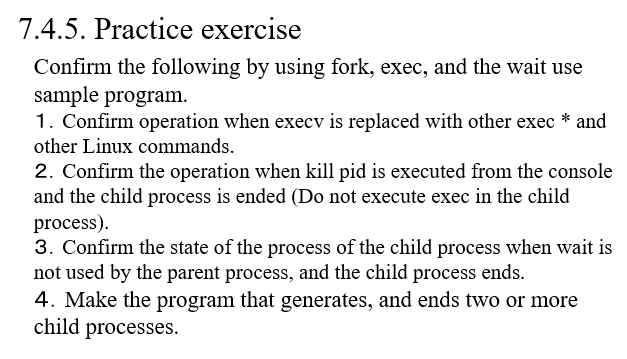 7.4.5. Practice exercise
Confirm the following by using fork, exec, and the wait use
sample program.
1. Confirm operation when execv is replaced with other exec * and
other Linux commands.
2. Confirm the operation when kill pid is executed from the console
and the child process is ended (Do not execute exec in the child
process).
3. Confirm the state of the process of the child process when wait is
not used by the parent process, and the child process ends.
4. Make the program that generates, and ends two or more
child processes.